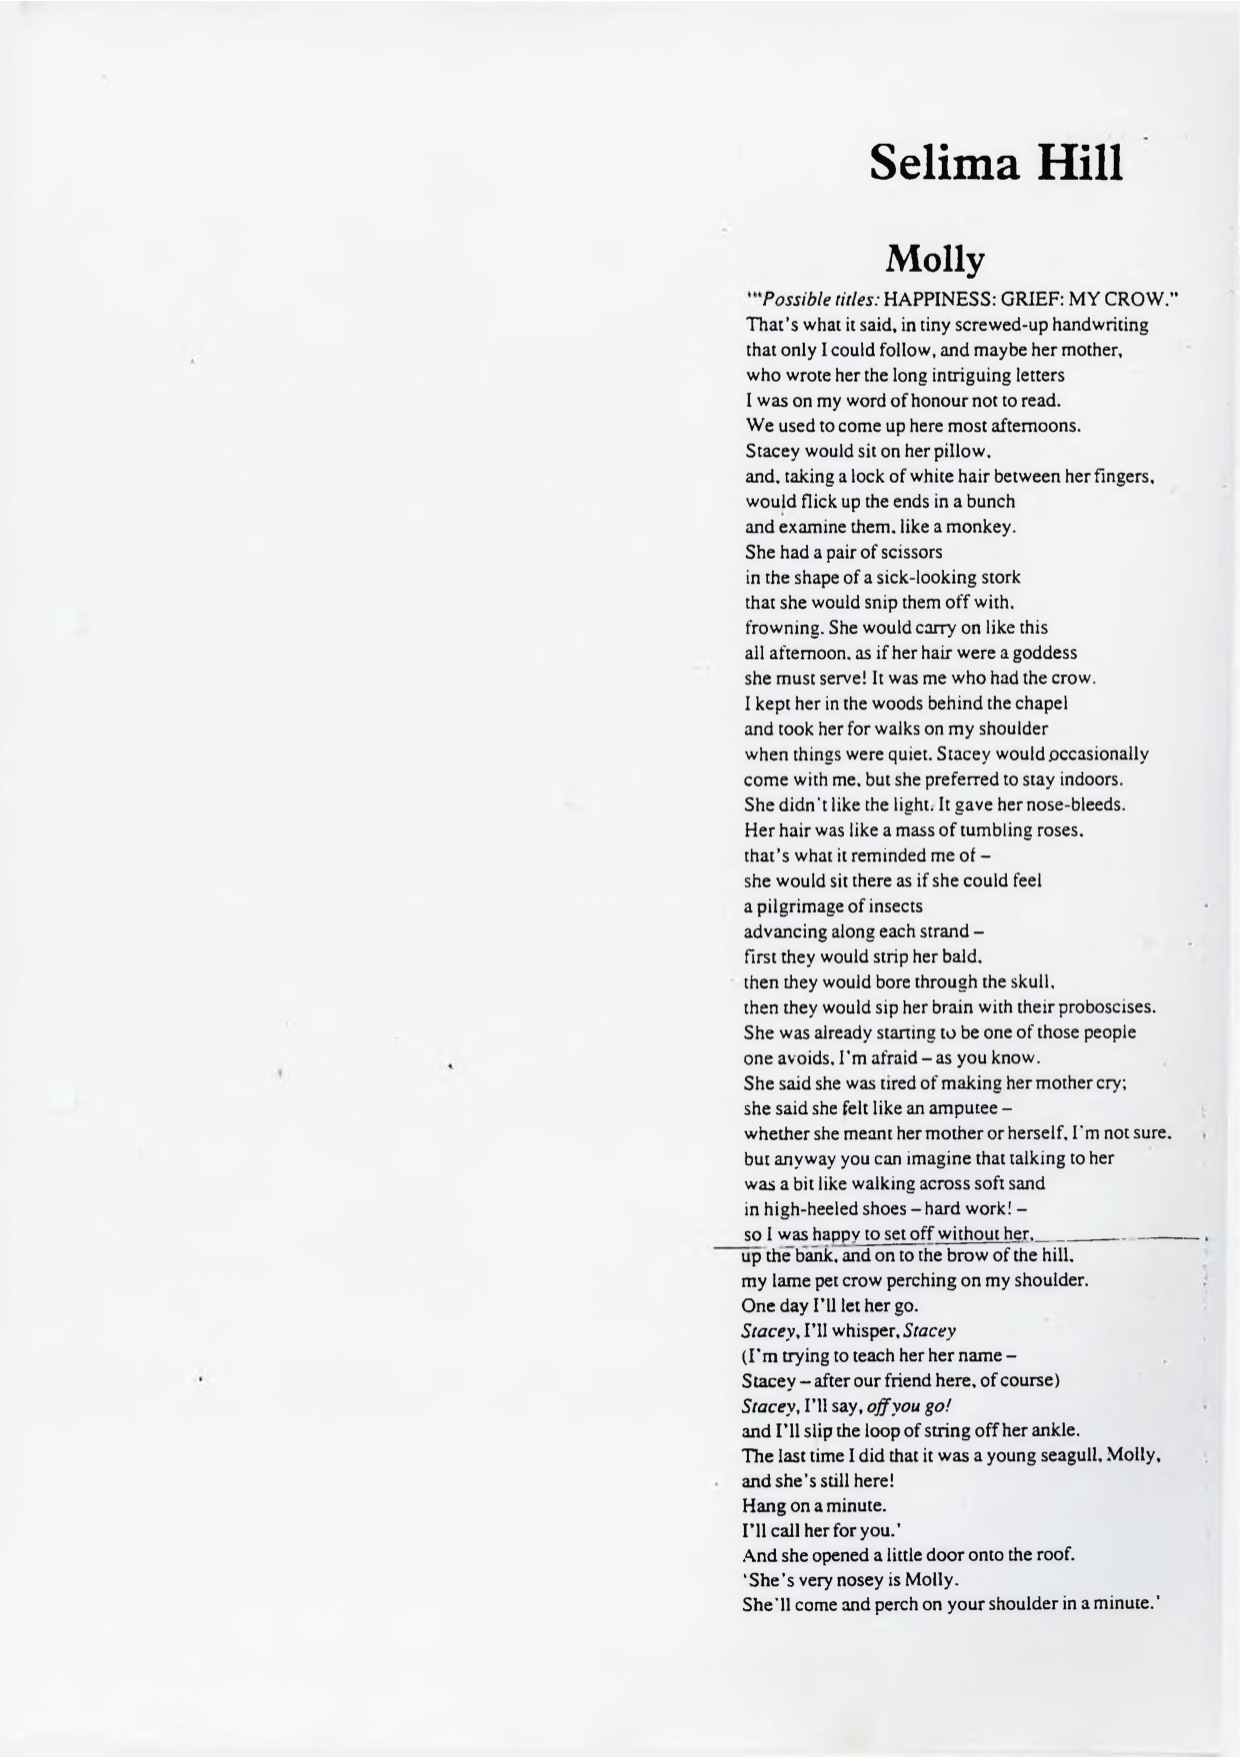 Selima Hill
Molly
‘“Possible titles: HAPPINESS: GRIEF: MY CROW.”
That’s what it said, in tiny screwed-up handwriting
that only I could follow, and maybe her mother,
who wrote her the long intriguing letters
I was on my word of honour not to read.
We used to come up here most afternoons.
Stacey would sit on her pillow,
and, taking a lock of white hair between her fingers,
would flick up the ends in a bunch
and examine them, like a monkey.
She had a pair of scissors
in the shape of a sick-looking stork
that she would snip them off with,
frowning. She would carry on like this
all afternoon, as if her hair were a goddess
she must serve! It was me who had the crow.
I kept her in the woods behind the chapel
and took her for walks on my shoulder
when things were quiet. Stacey would occasionally
come with me, but she preferred to stay indoors.
She didn’t like the light. It gave her nose-bleeds.
Her hair was like a mass of tumbling roses,
that’s what it reminded me of –
she would sit there as if she could feel
a pilgrimage of insects
advancing along each strand –
first they would strip her bald,
then they would bore through the skull,
then they would sip her brain with their proboscises.
She was already starting to be one of those people
one avoids, I’m afraid – as you know.
She said she was tired of making her mother cry;
she said she felt like an amputee –
whether she meant her mother or herself, I’m not sure,
but anyway you can imagine that talking to her
was a bit like walking across soft sand
in high-heeled shoes – hard work! –
so I was happy to set off without her,
up the bank, and on to the brow of the hill,
my lame pet crow perching on my shoulder.
One day I’ll let her go.
Stacey, I’ll whisper, Stacey
(I’m trying to teach her her name –
Stacey – after our friend here, of course)
Stacey, I’ll say, off you go!
and I’ll slip the loop of string off her ankle.
The last time I did that it was a young seagull, Molly,
and she’s still here!
Hang on a minute.
I’ll call her for you.’
And she opened a little door onto the roof.
‘She’s very nosey is Molly.
She’ll come and perch on your shoulder in a minute.’